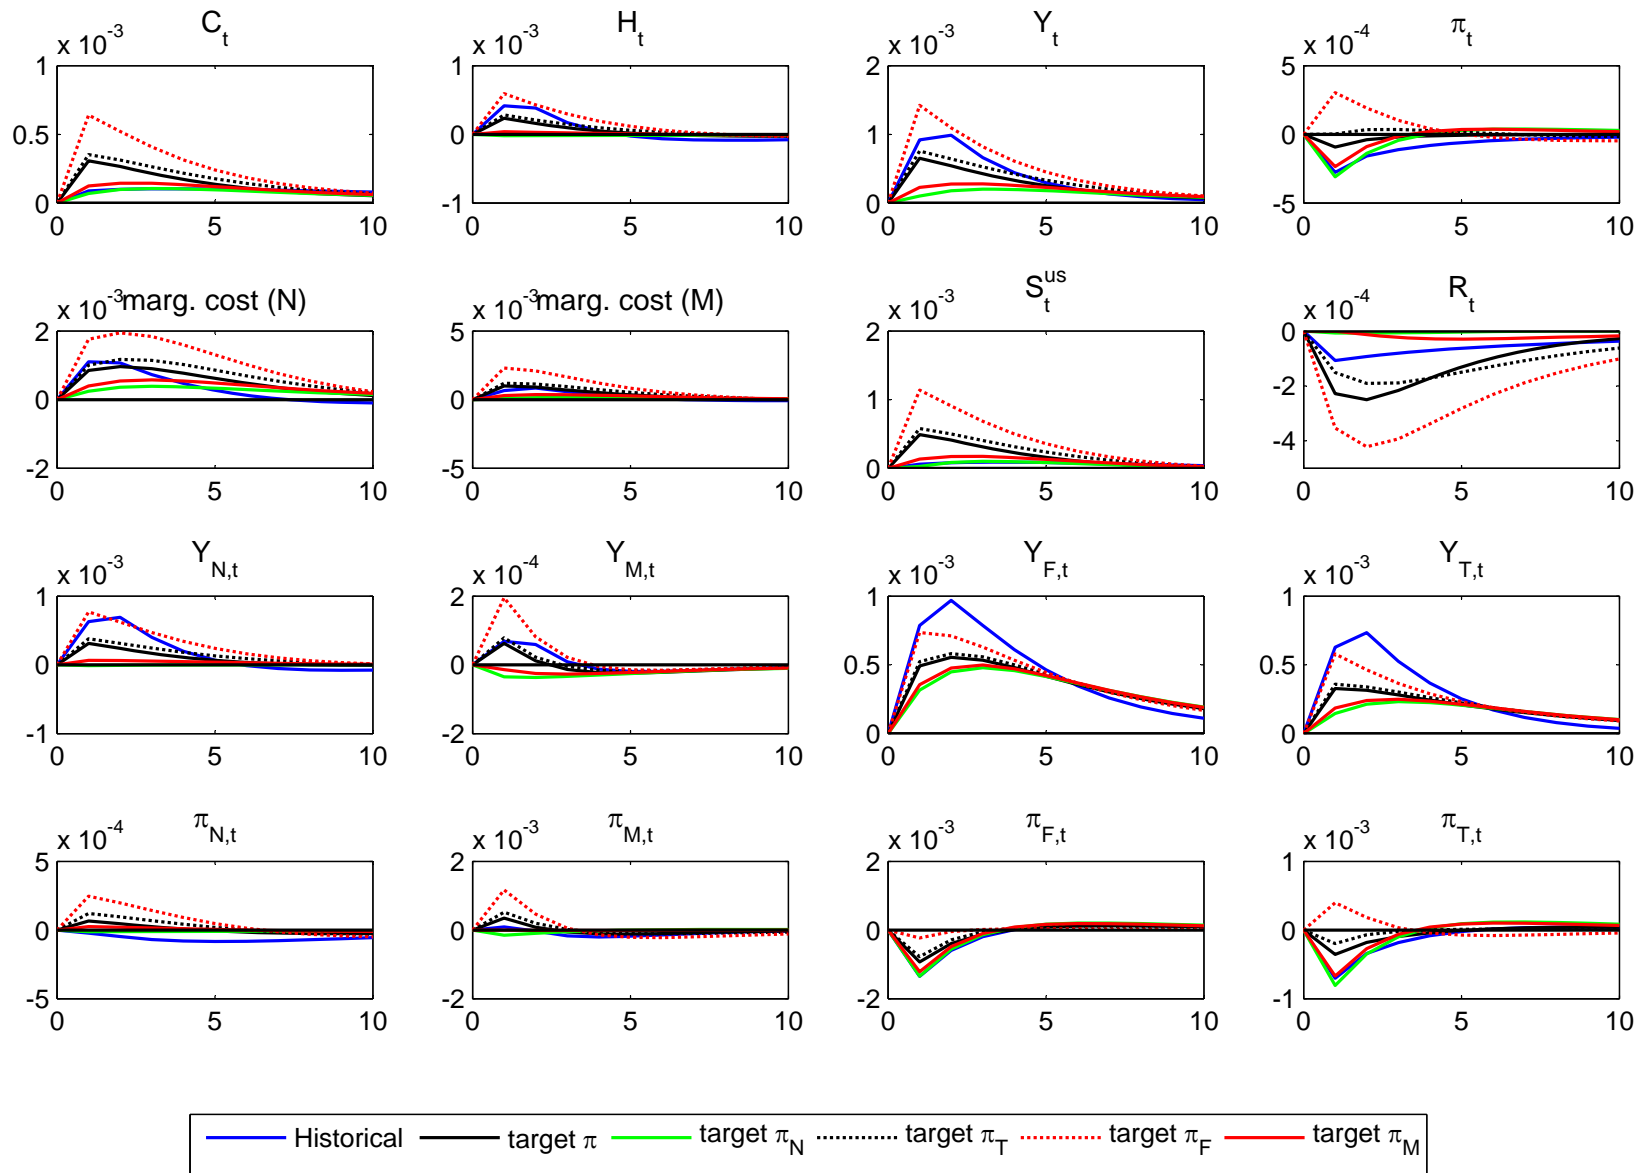 C_t
x 10^-3
1
0.5
0
0 5 10
H_t
x 10^-3
1
0
-1
0 5 10
Y_t
x 10^-3
2
1
0
0 5 10
π_t
x 10^-4
5
0
-5
0 5 10
marg. cost (N)
x 10^-3
2
0
-2
0 5 10
marg. cost (M)
x 10^-3
5
0
-5
0 5 10
S_t^us
x 10^-3
2
1
0
0 5 10
R_t
x 10^-4
0
-2
-4
0 5 10
Y_N,t
x 10^-3
1
0
-1
0 5 10
Y_M,t
x 10^-4
2
0
-2
0 5 10
Y_F,t
x 10^-3
1
0.5
0
0 5 10
Y_T,t
x 10^-3
1
0.5
0
0 5 10
π_N,t
x 10^-4
5
0
-5
0 5 10
π_M,t
x 10^-3
2
0
-2
0 5 10
π_F,t
x 10^-3
2
0
-2
0 5 10
π_T,t
x 10^-3
1
0
-1
0 5 10
Historical target π target π_N target π_T target π_F target π_M